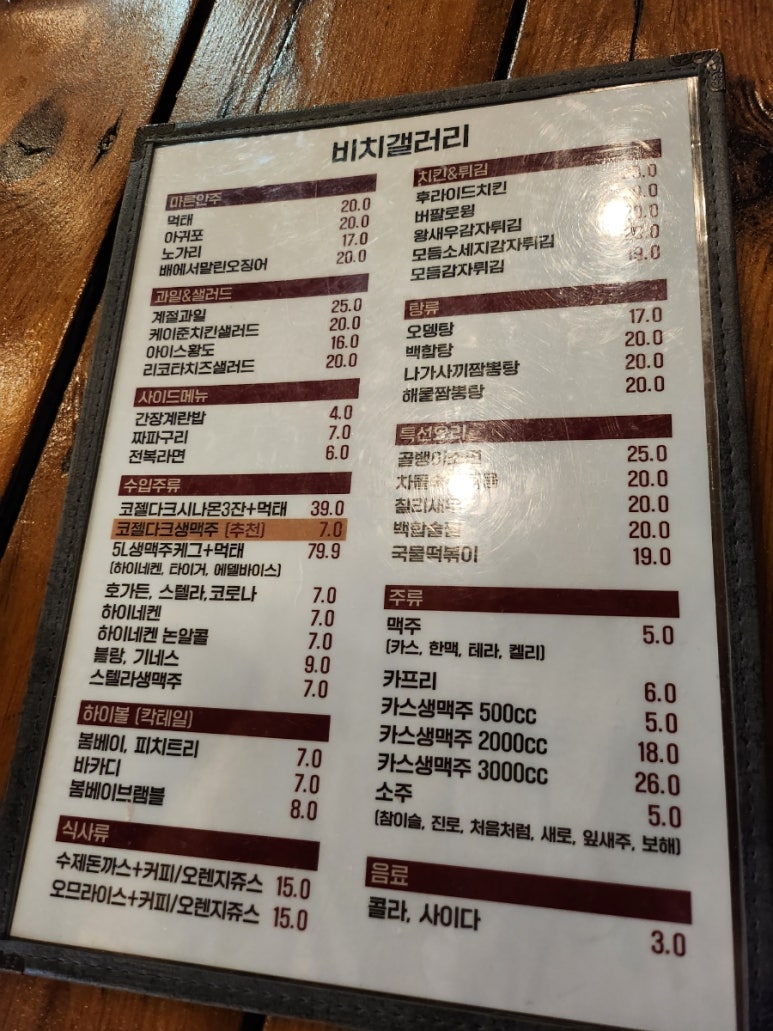 비치갤러리
마른안주
먹태 20.0
아귀포 20.0
노가리 17.0
배에서말린오징어 20.0
과일&샐러드
계절과일 25.0
케이준치킨샐러드 20.0
아이스황도 16.0
리코타치즈샐러드 20.0
사이드메뉴
간장계란밥 4.0
짜파구리 7.0
전복라면 6.0
수입주류
코젤다크시나몬3잔+먹태 39.0
코젤다크생맥주 (추천) 7.0
5L생맥주케그+먹태 79.9
(하이네켄, 타이거, 에델바이스)
호가든, 스텔라,코로나 7.0
하이네켄 7.0
하이네켄 논알콜 7.0
블랑, 기네스 9.0
스텔라생맥주 7.0
하이볼 (칵테일)
봄베이, 피치트리 7.0
바카디 7.0
봄베이브램블 8.0
식사류
수제돈까스+커피/오렌지쥬스 15.0
오므라이스+커피/오렌지쥬스 15.0
치킨&튀김
후라이드치킨
버팔로윙
왕새우감자튀김
모듬소세지감자튀김
모듬감자튀김 19.0
탕류
오뎅탕 17.0
백합탕 20.0
나가사끼짬뽕탕 20.0
해물짬뽕탕 20.0
특선요리
골뱅이소면 25.0
20.0
칠리새우 20.0
백합술찜 20.0
국물떡볶이 19.0
주류
맥주 5.0
(카스, 한맥, 테라, 켈리)
카프리 6.0
카스생맥주 500cc 5.0
카스생맥주 2000cc 18.0
카스생맥주 3000cc 26.0
소주 5.0
(참이슬, 진로, 처음처럼, 새로, 잎새주, 보해)
음료
콜라, 사이다 3.0